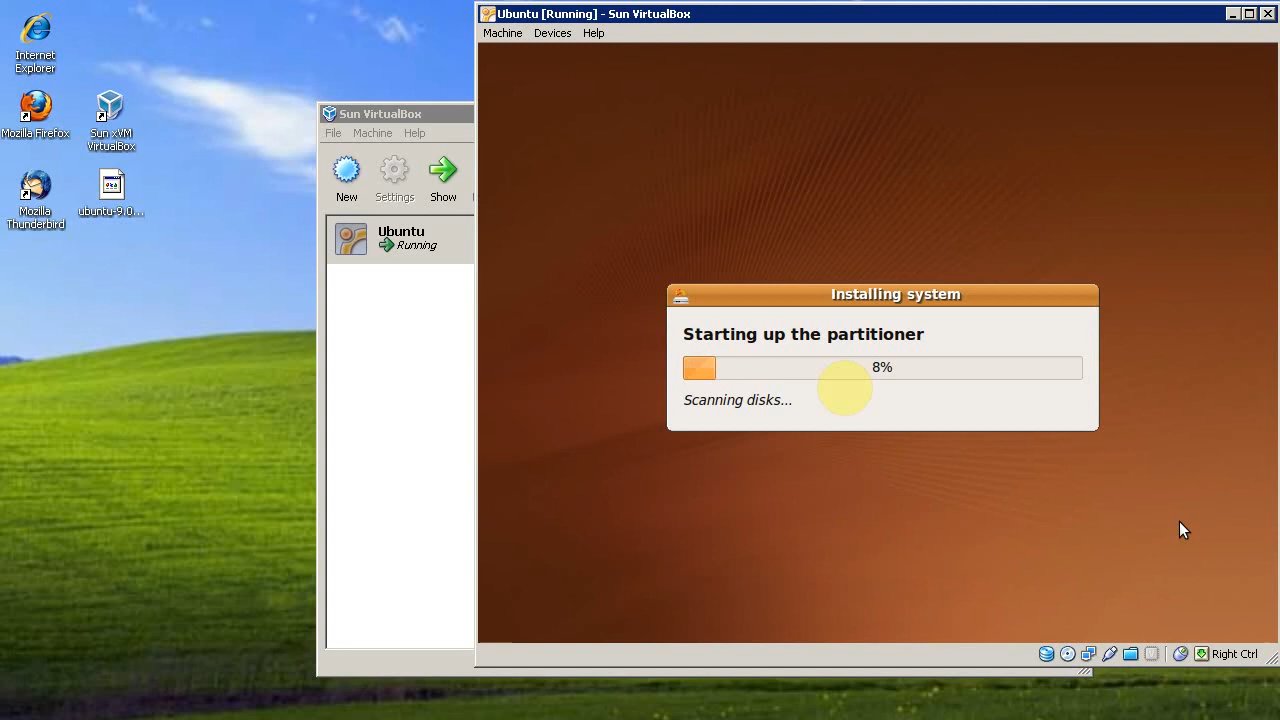 Internet
Explorer
Mozilla Firefox
Sun xVM
VirtualBox
Mozilla
Thunderbird
ubuntu-9.0...
Sun VirtualBox
File Machine Help
New Settings Show
Ubuntu
Running
Ubuntu [Running] - Sun VirtualBox
Machine Devices Help
Installing system
Starting up the partitioner
8%
Scanning disks...
Right Ctrl